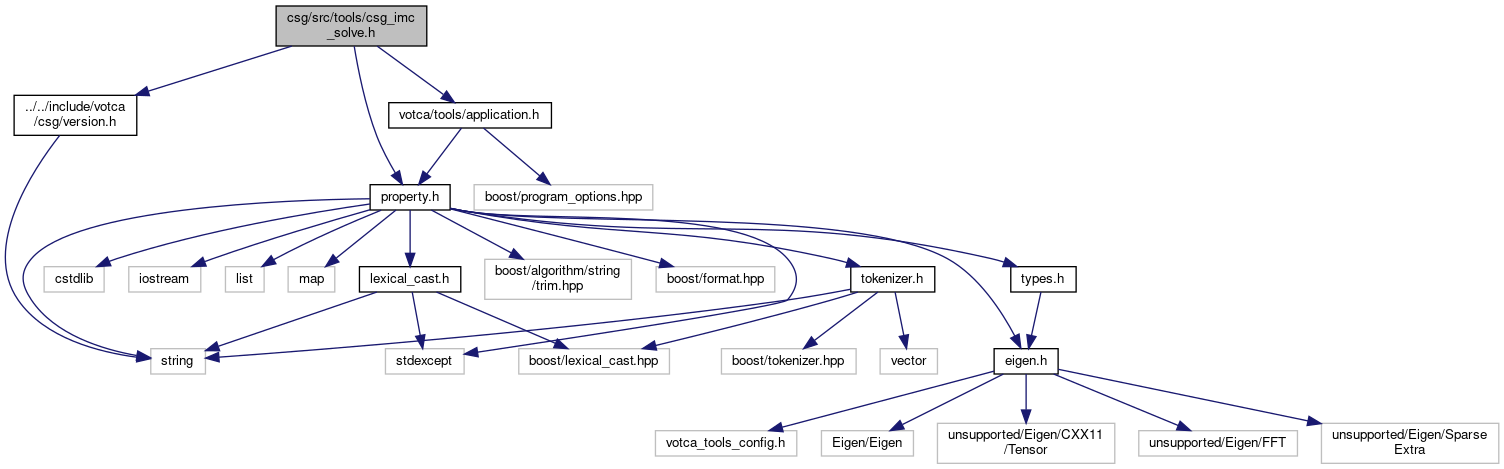 csg/src/tools/csg_imc
_solve.h
../../include/votca
/csg/version.h
votca/tools/application.h
property.h
boost/program_options.hpp
cstdlib
iostream
list
map
lexical_cast.h
boost/algorithm/string
/trim.hpp
boost/format.hpp
tokenizer.h
types.h
string
stdexcept
boost/lexical_cast.hpp
boost/tokenizer.hpp
vector
eigen.h
votca_tools_config.h
Eigen/Eigen
unsupported/Eigen/CXX11
/Tensor
unsupported/Eigen/FFT
unsupported/Eigen/Sparse
Extra